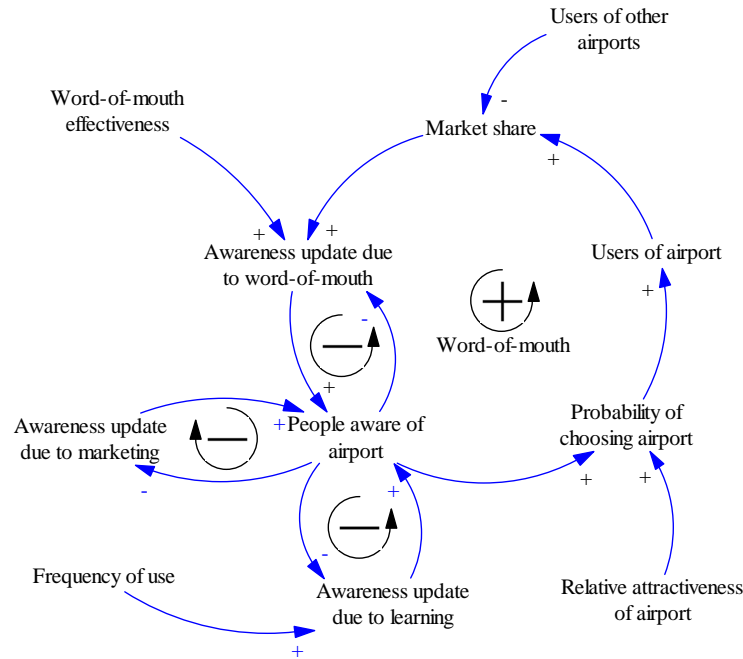 Users of other
airports
-
Word-of-mouth
effectiveness
Market share
+
+
+
Awareness update due
to word-of-mouth
Users of airport
+
-
Word-of-mouth
+
Awareness update
due to marketing
+
People aware of
airport
Probability of
choosing airport
-
+
+
+
-
Frequency of use
Awareness update
due to learning
Relative attractiveness
of airport
+